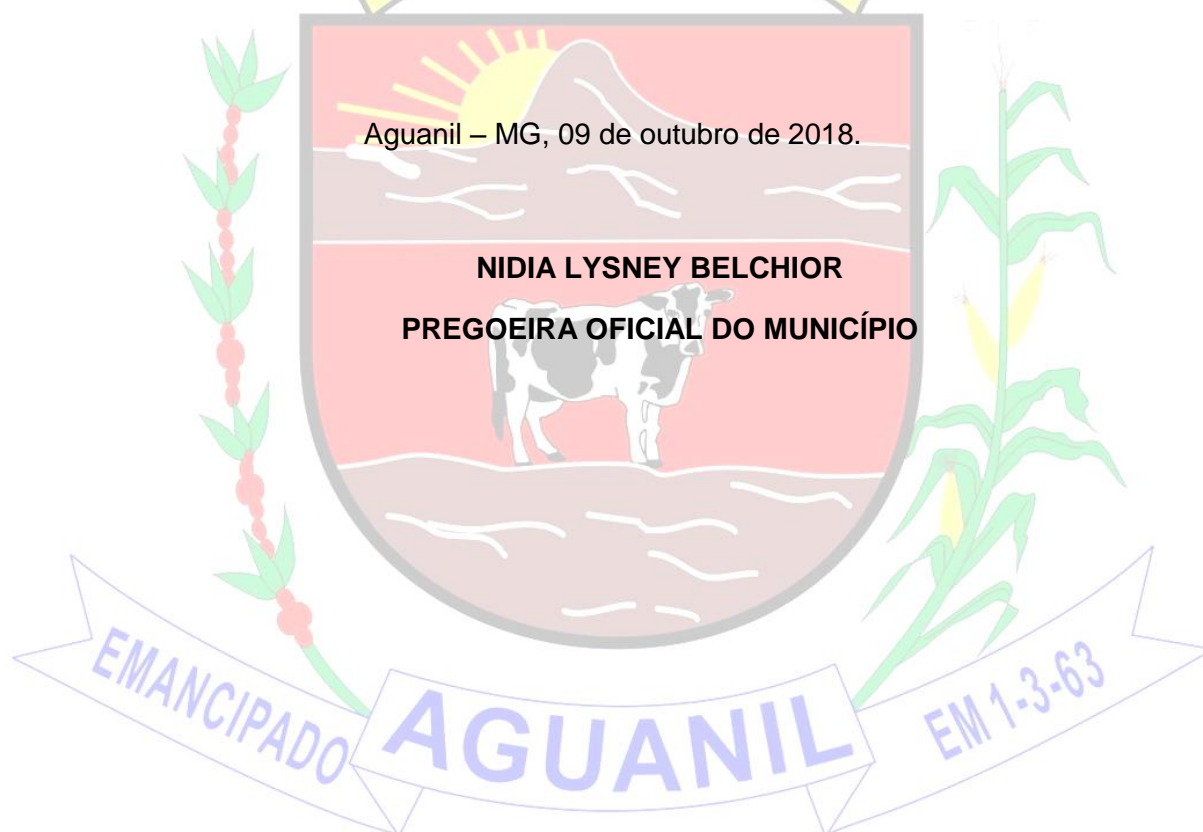 Aguanil – MG, 09 de outubro de 2018.
NIDIA LYSNEY BELCHIOR
PREGOEIRA OFICIAL DO MUNICÍPIO
EMANCIPADO
AGUANIL
EM 1-3-63